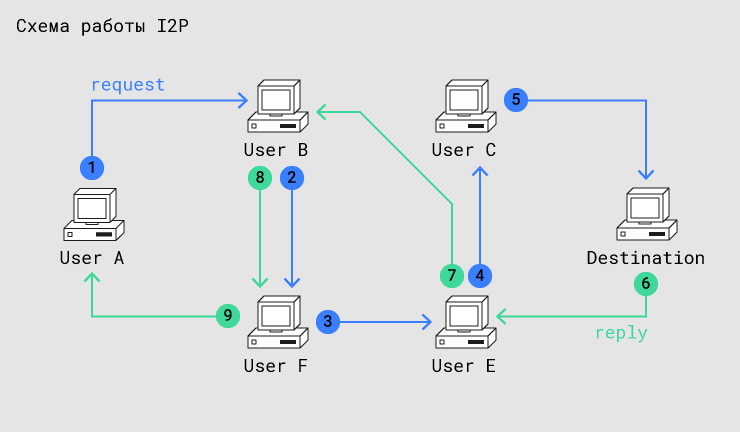 Схема работы I2P
request
5
User B
User C
1
8
2
User A
Destination
7
4
6
9
3
reply
User F
User E